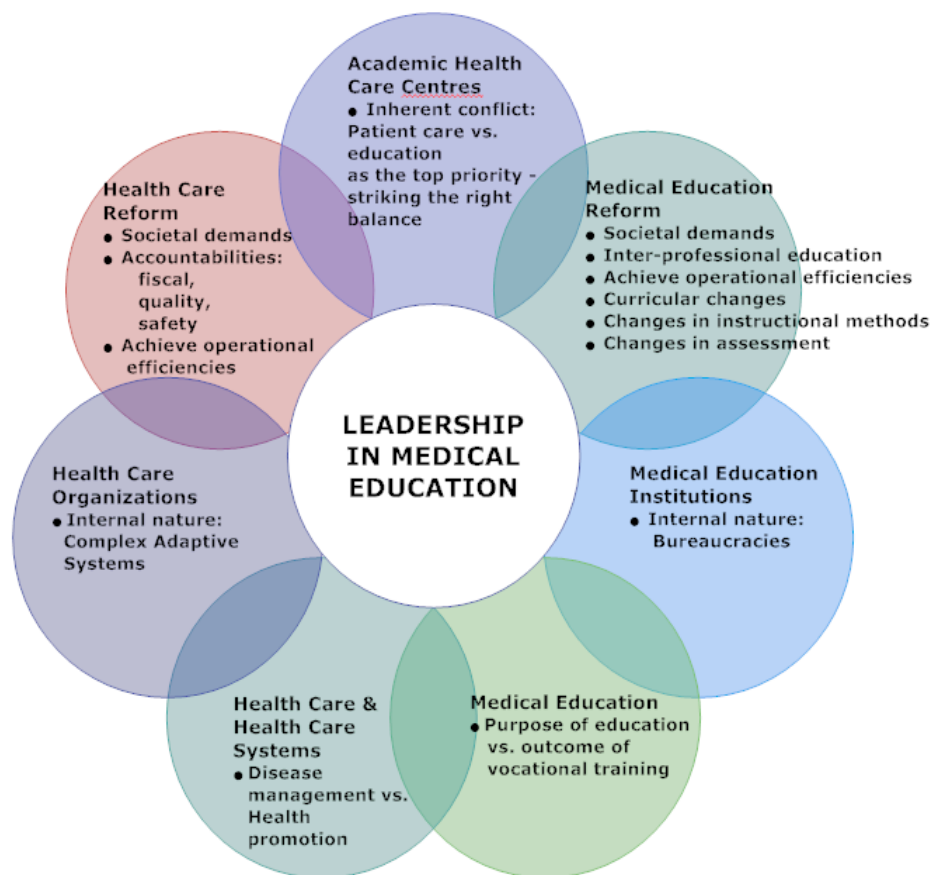 Academic Health
Care Centres
● Inherent conflict:
Patient care vs.
education
as the top priority -
striking the right
balance
Medical Education
Reform
● Societal demands
● Inter-professional education
● Achieve operational efficiencies
● Curricular changes
● Changes in instructional methods
● Changes in assessment
Medical Education
Institutions
● Internal nature:
Bureaucracies
Medical Education
● Purpose of education
vs. outcome of
vocational training
Health Care &
Health Care
Systems
● Disease
management vs.
Health
promotion
Health Care
Organizations
● Internal nature:
Complex Adaptive
Systems
Health Care
Reform
● Societal demands
● Accountabilities:
fiscal,
quality,
safety
● Achieve operational
efficiencies
LEADERSHIP
IN MEDICAL
EDUCATION